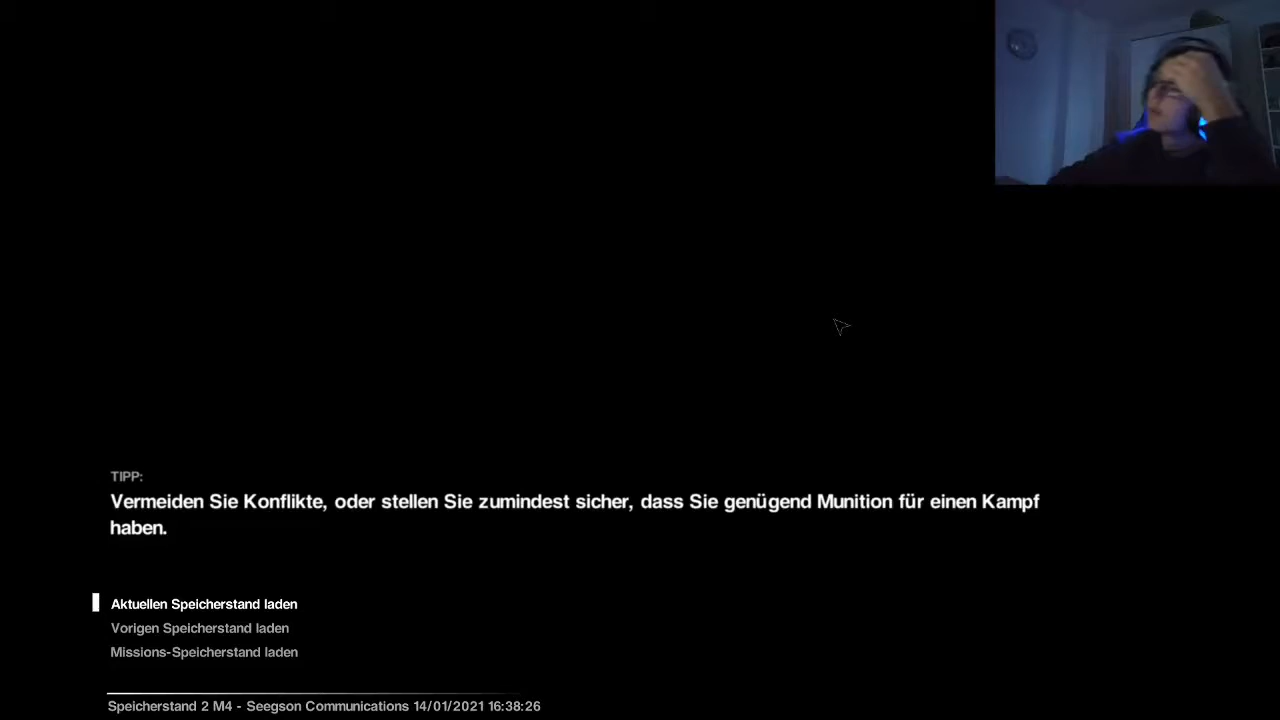 TIPP:
Vermeiden Sie Konflikte, oder stellen Sie zumindest sicher, dass Sie genügend Munition für einen Kampf
haben.
Aktuellen Speicherstand laden
Vorigen Speicherstand laden
Missions-Speicherstand laden
Speicherstand 2 M4 - Seegson Communications 14/01/2021 16:38:26